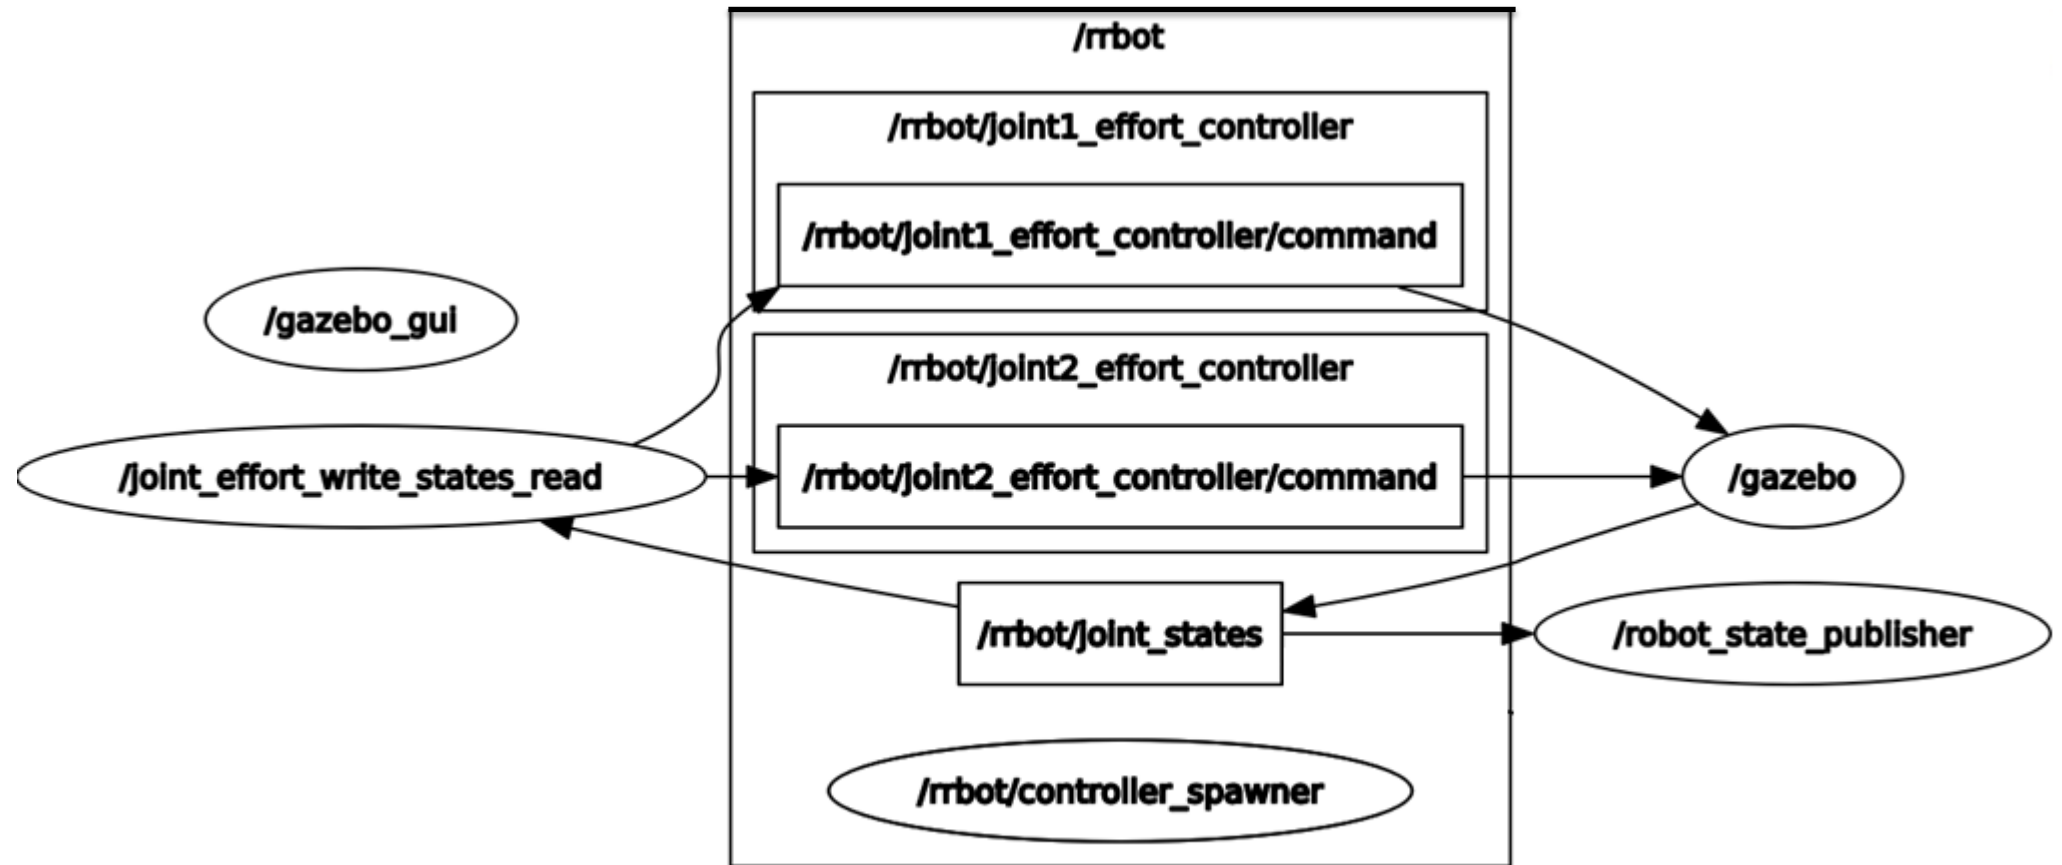 /rrbot
/rrbot/joint1_effort_controller
/rrbot/joint1_effort_controller/command
/gazebo_gui
/rrbot/joint2_effort_controller
/joint_effort_write_states_read
/rrbot/joint2_effort_controller/command
/gazebo
/rrbot/joint_states
/robot_state_publisher
/rrbot/controller_spawner